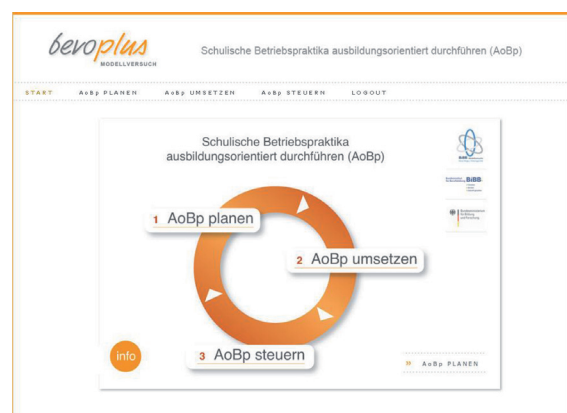 bevoplus
MODELLVERSUCH
Schulische Betriebspraktika ausbildungsorientiert durchführen (AoBp)
START AoBp PLANEN AoBp UMSETZEN AoBp STEUERN LOGOUT
Schulische Betriebspraktika
ausbildungsorientiert durchführen (AoBp)
BiBB
1 AoBp planen
2 AoBp umsetzen
3 AoBp steuern
info
» AoBp PLANEN